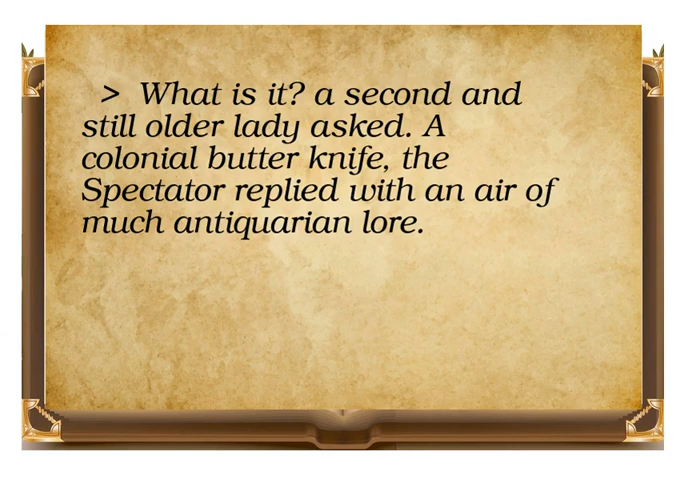 > What is it? a second and
still older lady asked. A
colonial butter knife, the
Spectator replied with an air of
much antiquarian lore.